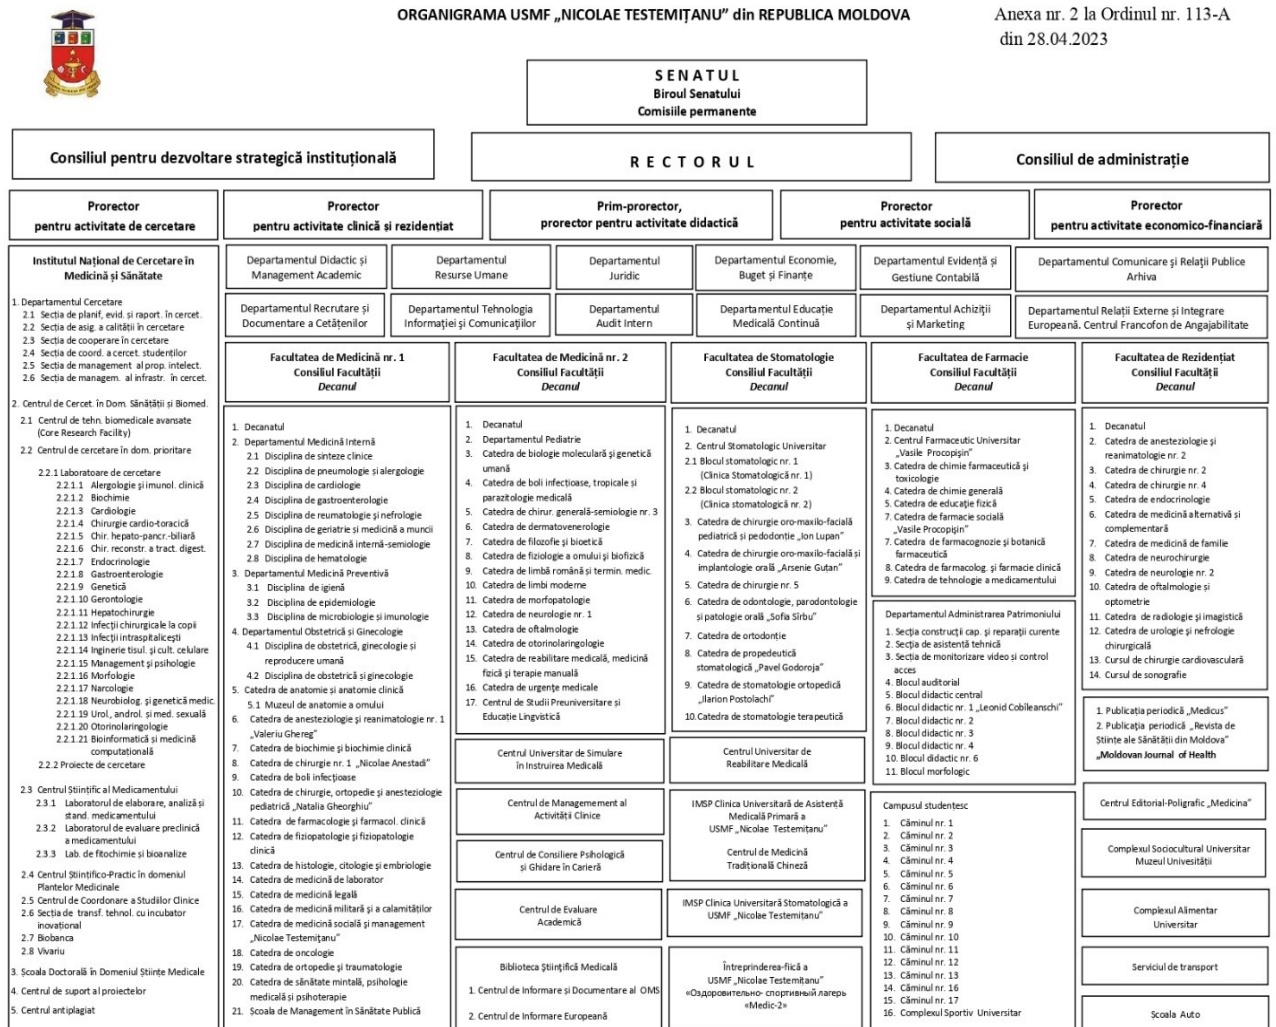 ORGANIGRAMA USMF „NICOLAE TESTEMIȚANU” din REPUBLICA MOLDOVA
Anexa nr. 2 la Ordinul nr. 113-A
din 28.04.2023
SENATUL
Biroul Senatului
Comisiile permanente
Consiliul pentru dezvoltare strategică instituțională
RECTORUL
Consiliul de administrație
Prorector
pentru activitate de cercetare
Prorector
pentru activitate clinică și rezidențiat
Prim-prorector,
prorector pentru activitate didactică
Prorector
pentru activitate socială
Prorector
pentru activitate economico-financiară
Institutul Național de Cercetare în
Medicină și Sănătate
1. Departamentul Cercetare
2.1 Secția de planif, evid. și raport. în cercet.
2.2 Secția de asig. a calității în cercetare
2.3 Secția de cooperare în cercetare
2.4 Secția de coord. a cercet. studenților
2.5 Secția de management al prop. intelect.
2.6 Secția de managem. al infrastr. în cercet.
2. Centrul de Cercet. în Dom. Sănătății și Biomed.
2.1 Centrul de tehn. biomedicale avansate
(Core Research Facility)
2.2 Centrul de cercetare în dom. prioritare
2.2.1 Laboratoare de cercetare
2.2.1.1 Alergologie şi imunol. clinică
2.2.1.2 Biochimie
2.2.1.3 Cardiologie
2.2.1.4 Chirurgie cardio-toracică
2.2.1.5 Chir. hepato-pancr.-biliară
2.2.1.6 Chir. reconstr. a tract. digest.
2.2.1.7 Endocrinologie
2.2.1.8 Gastroenterologie
2.2.1.9 Genetică
2.2.1.10 Gerontologie
2.2.1.11 Hepatochirurgie
2.2.1.12 Infecţii chirurgicale la copii
2.2.1.13 Infecţii intraspitaliceşti
2.2.1.14 Inginerie tisul. şi cult. celulare
2.2.1.15 Management şi psihologie
2.2.1.16 Morfologie
2.2.1.17 Narcologie
2.2.1.18 Neurobiolog. şi genetică medic.
2.2.1.19 Urol., androl. şi med. sexuală
2.2.1.20 Otorinolaringologie
2.2.1.21 Bioinformatică și medicină
computațională
2.2.2 Proiecte de cercetare
2.3 Centrul Științific al Medicamentului
2.3.1 Laboratorul de elaborare, analiză și
stand. medicamentului
2.3.2 Laboratorul de evaluare preclinică
a medicamentului
2.3.3 Lab. de fitochimie și bioanalize
2.4 Centrul Științifico-Practic în domeniul
Plantelor Medicinale
2.5 Centrul de Coordonare a Studiilor Clinice
2.6 Secția de transf. tehnol. cu incubator
inovațional
2.7 Biobanca
2.8 Vivariu
3. Școala Doctorală în Domeniul Științe Medicale
4. Centrul de suport al proiectelor
5. Centrul antiplagiat
Departamentul Didactic și
Management Academic
Departamentul
Resurse Umane
Departamentul
Juridic
Departamentul Economie,
Buget și Finanțe
Departamentul Evidență și
Gestiune Contabilă
Departamentul Comunicare şi Relaţii Publice
Arhiva
Departamentul Recrutare și
Documentare a Cetățenilor
Departamentul Tehnologia
Informaţiei şi Comunicaţiilor
Departamentul
Audit Intern
Departamentul Educație
Medicală Continuă
Departamentul Achiziții
și Marketing
Departamentul Relații Externe și Integrare
Europeană. Centrul Francofon de Angajabilitate
Facultatea de Medicină nr. 1
Consiliul Facultății
Decanul
1. Decanatul
2. Departamentul Medicină Internă
2.1 Disciplina de sinteze clinice
2.2 Disciplina de pneumologie și alergologie
2.3 Disciplina de cardiologie
2.4 Disciplina de gastroenterologie
2.5 Disciplina de reumatologie şi nefrologie
2.6 Disciplina de geriatrie și medicină a muncii
2.7 Disciplina de medicină internă-semiologie
2.8 Disciplina de hematologie
3. Departamentul Medicină Preventivă
3.1 Disciplina de igienă
3.2 Disciplina de epidemiologie
3.3 Disciplina de microbiologie și imunologie
4. Departamentul Obstetrică și Ginecologie
4.1 Disciplina de obstetrică, ginecologie și
reproducere umană
4.2 Disciplina de obstetrică și ginecologie
5. Catedra de anatomie și anatomie clinică
5.1 Muzeul de anatomie a omului
6. Catedra de anesteziologie şi reanimatologie nr. 1
„Valeriu Ghereg”
7. Catedra de biochimie şi biochimie clinică
8. Catedra de chirurgie nr. 1 „Nicolae Anestadi”
9. Catedra de boli infecțioase
10. Catedra de chirurgie, ortopedie şi anesteziologie
pediatrică „Natalia Gheorghiu”
11. Catedra de farmacologie şi farmacol. clinică
12. Catedra de fiziopatologie şi fiziopatologie
clinică
13. Catedra de histologie, citologie şi embriologie
14. Catedra de medicină de laborator
15. Catedra de medicină legală
16. Catedra de medicină militară şi a calamităților
17. Catedra de medicină socială şi management
„Nicolae Testemiţanu”
18. Catedra de oncologie
19. Catedra de ortopedie şi traumatologie
20. Catedra de sănătate mintală, psihologie
medicală și psihoterapie
21. Școala de Management în Sănătate Publică
Facultatea de Medicină nr. 2
Consiliul Facultății
Decanul
1. Decanatul
2. Departamentul Pediatrie
3. Catedra de biologie moleculară şi genetică
umană
4. Catedra de boli infecţioase, tropicale și
parazitologie medicală
5. Catedra de chirur. generală-semiologie nr. 3
6. Catedra de dermatovenerologie
7. Catedra de filozofie şi bioetică
8. Catedra de fiziologie a omului şi biofizică
9. Catedra de limbă română și termin. medic.
10. Catedra de limbi moderne
11. Catedra de morfopatologie
12. Catedra de neurologie nr. 1
13. Catedra de oftalmologie
14. Catedra de otorinolaringologie
15. Catedra de reabilitare medicală, medicină
fizică şi terapie manuală
16. Catedra de urgențe medicale
17. Centrul de Studii Preuniversitare și
Educație Lingvistică
Centrul Universitar de Simulare
în Instruirea Medicală
Centrul de Managemement al
Activității Clinice
Centrul de Consiliere Psihologică
și Ghidare în Carieră
Centrul de Evaluare
Academică
Biblioteca Științifică Medicală
1. Centrul de Informare și Documentare al OMS
2. Centrul de Informare Europeană
Facultatea de Stomatologie
Consiliul Facultății
Decanul
1. Decanatul
2. Centrul Stomatologic Universitar
2.1 Blocul stomatologic nr. 1
(Clinica Stomatologică nr. 1)
2.2 Blocul stomatologic nr. 2
(Clinica stomatologică nr. 2)
3. Catedra de chirurgie oro-maxilo-facială
pediatrică și pedodonție „Ion Lupan”
4. Catedra de chirurgie oro-maxilo-facială și
implantologie orală „Arsenie Guțan”
5. Catedra de chirurgie nr. 5
6. Catedra de odontologie, parodontologie
și patologie orală „Sofia Sîrbu”
7. Catedra de ortodonție
8. Catedra de propedeutică
stomatologică „Pavel Godoroja”
9. Catedra de stomatologie ortopedică
„Ilarion Postolachi”
10.Catedra de stomatologie terapeutică
Centrul Universitar de
Reabilitare Medicală
IMSP Clinica Universitară de Asistență
Medicală Primară a
USMF „Nicolae Testemițanu”
Centrul de Medicină
Tradițională Chineză
IMSP Clinica Universitară Stomatologică a
USMF „Nicolae Testemitanu”
Întreprinderea-fiică a
USMF „Nicolae Testemițanu”
«Оздоровительно- спортивный лагерь
«Medic-2»
Facultatea de Farmacie
Consiliul Facultății
Decanul
1. Decanatul
2. Centrul Farmaceutic Universitar
„Vasile Procopişin”
3. Catedra de chimie farmaceutică şi
toxicologie
4. Catedra de chimie generală
5. Catedra de educație fizică
7. Catedra de farmacie socială
„Vasile Procopișin”
7. Catedra de farmacognozie şi botanică
farmaceutică
8. Catedra de farmacolog. și farmacie clinică
9. Catedra de tehnologie a medicamentului
Departamentul Administrarea Patrimoniului
1. Secţia construcţii cap. şi reparaţii curente
2. Secţia de asistentă tehnică
3. Secția de monitorizare video si control
acces
4. Blocul auditorial
5. Blocul didactic central
6. Blocul didactic nr. 1 „Leonid Cobîleanschi”
7. Blocul didactic nr. 2
8. Blocul didactic nr. 3
9. Blocul didactic nr. 4
10. Blocul didactic nr. 6
11. Blocul morfologic
Campusul studentesc
1. Căminul nr. 1
2. Căminul nr. 2
3. Căminul nr. 3
4. Căminul nr. 4
5. Căminul nr. 5
6. Căminul nr. 6
7. Căminul nr. 7
8. Căminul nr. 8
9. Căminul nr. 9
10. Căminul nr. 10
11. Căminul nr. 11
12. Căminul nr. 12
13. Căminul nr. 13
14. Căminul nr. 16
15. Căminul nr. 17
16. Complexul Sportiv Universitar
Facultatea de Rezidențiat
Consiliul Facultății
Decanul
1. Decanatul
2. Catedra de anesteziologie şi
reanimatologie nr. 2
3. Catedra de chirurgie nr. 2
4. Catedra de chirurgie nr. 4
5. Catedra de endocrinologie
6. Catedra de medicină alternativă și
complementară
7. Catedra de medicină de familie
8. Catedra de neurochirurgie
9. Catedra de neurologie nr. 2
10. Catedra de oftalmologie si
optometrie
11. Catedra de radiologie și imagistică
12. Catedra de urologie și nefrologie
chirurgicală
13. Cursul de chirurgie cardiovasculară
14. Cursul de sonografie
1. Publicația periodică „Medicus”
2. Publicaţia periodică „Revista de
Științe ale Sănătății din Moldova”
„Moldovan Journal of Health
Centrul Editorial-Poligrafic „Medicina”
Complexul Sociocultural Universitar
Muzeul Univesității
Complexul Alimentar
Universitar
Serviciul de transport
Școala Auto